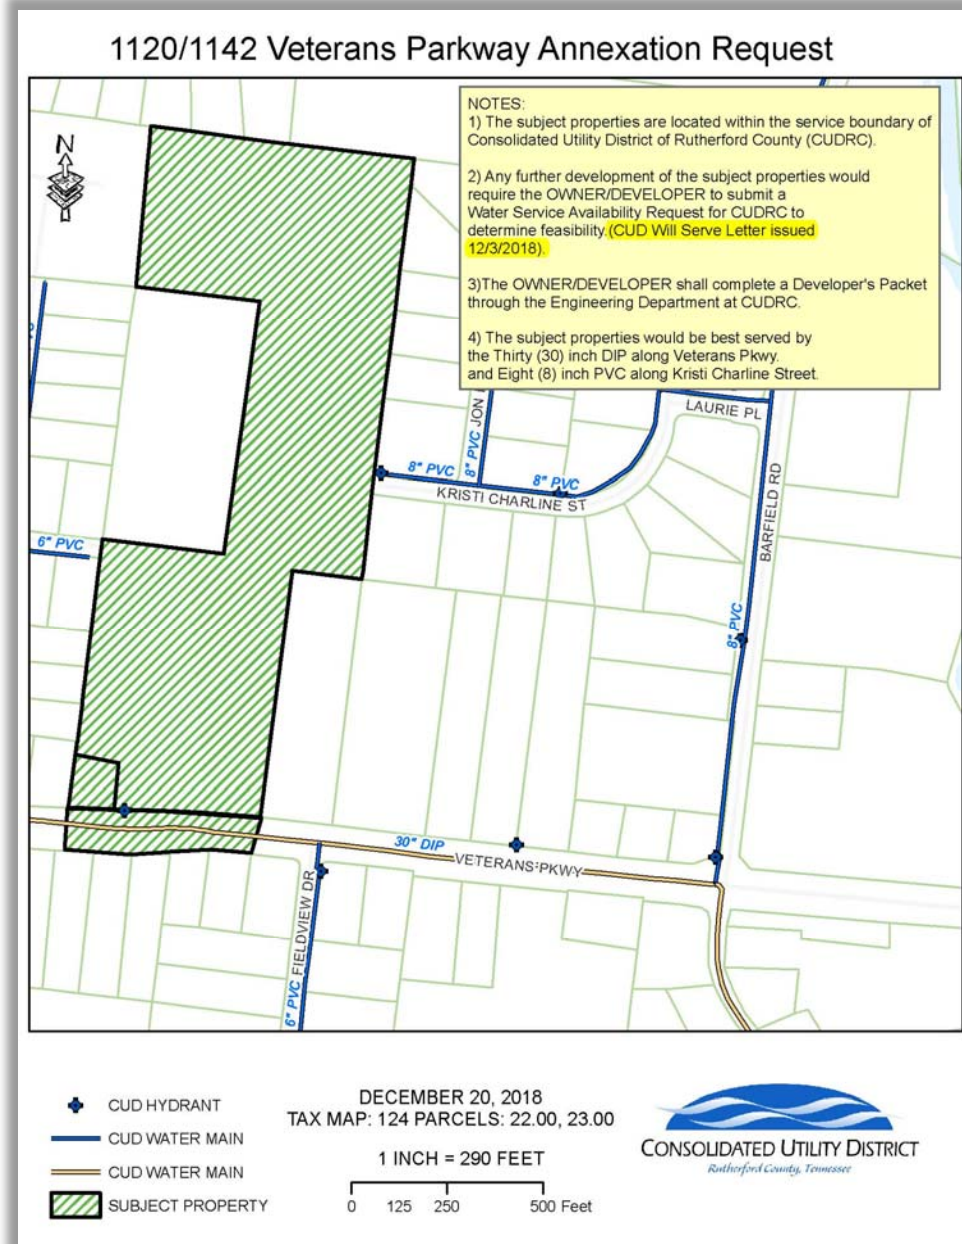 1120/1142 Veterans Parkway Annexation Request
N
NOTES:
1) The subject properties are located within the service boundary of
Consolidated Utility District of Rutherford County (CUDRC).
2) Any further development of the subject properties would
require the OWNER/DEVELOPER to submit a
Water Service Availability Request for CUDRC to
determine feasibility.(CUD Will Serve Letter issued
12/3/2018).
3)The OWNER/DEVELOPER shall complete a Developer's Packet
through the Engineering Department at CUDRC.
4) The subject properties would be best served by
the Thirty (30) inch DIP along Veterans Pkwy.
and Eight (8) inch PVC along Kristi Charline Street.
LAURIE PL
8" PVC
JON
8" PVC
8" PVC
KRISTI CHARLINE ST
BARFIELD RD
6" PVC
8" PVC
30" DIP
VETERANS PKWY
FIELDVIEW DR
6" PVC
CUD HYDRANT
CUD WATER MAIN
CUD WATER MAIN
SUBJECT PROPERTY
DECEMBER 20, 2018
TAX MAP: 124 PARCELS: 22.00, 23.00
1 INCH = 290 FEET
0 125 250 500 Feet
CONSOLIDATED UTILITY DISTRICT
Rutherford County, Tennessee